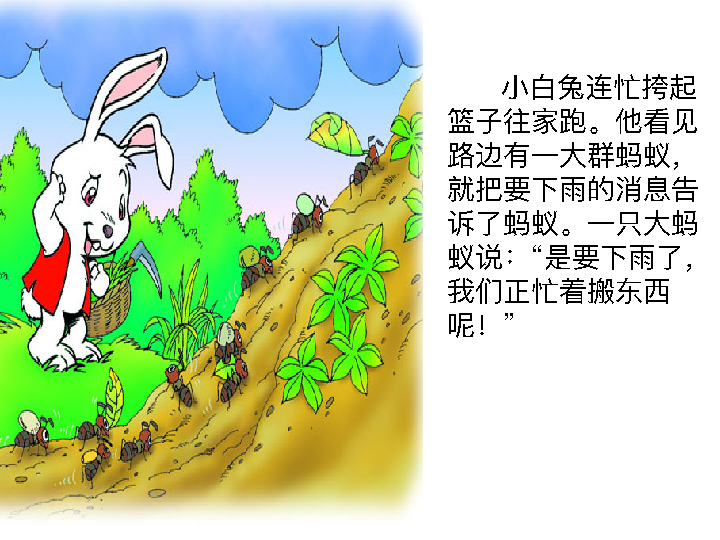 小白兔连忙挎起
篮子往家跑。他看见
路边有一大群蚂蚁，
就把要下雨的消息告
诉了蚂蚁。一只大蚂
蚁说：“是要下雨了，
我们正忙着搬东西
呢！”